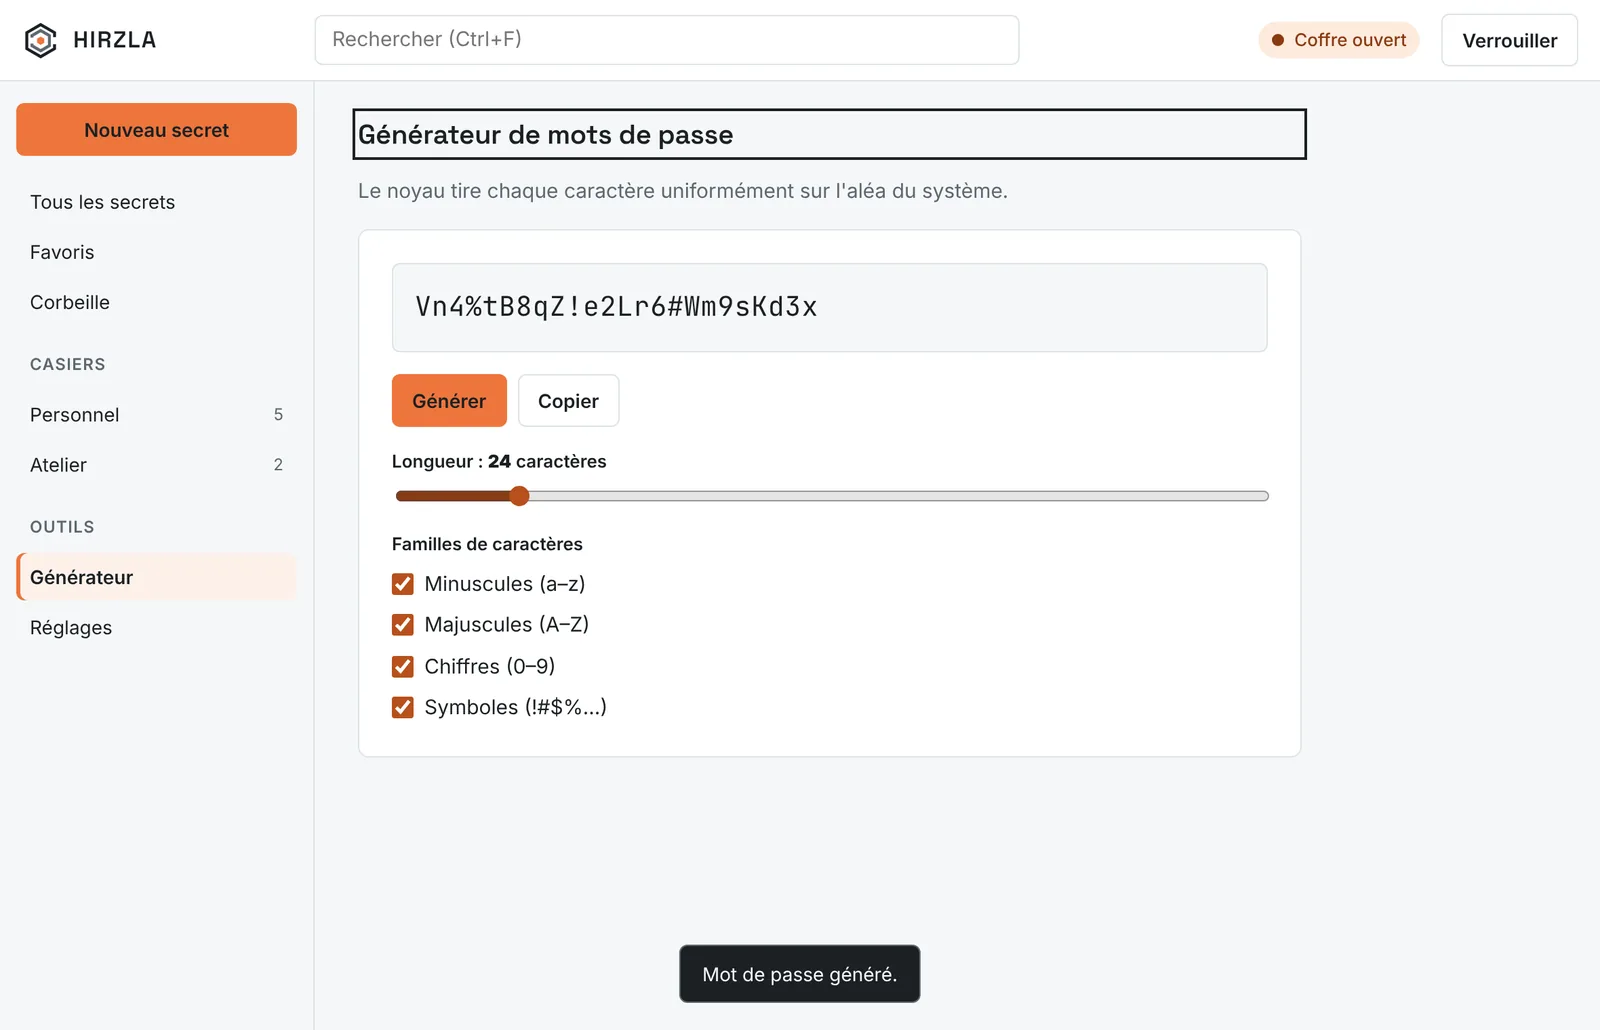 HIRZLA
Rechercher (Ctrl+F)
Coffre ouvert
Verrouiller
Nouveau secret
Tous les secrets
Favoris
Corbeille
CASIERS
Personnel 5
Atelier 2
OUTILS
Générateur
Réglages
Générateur de mots de passe
Le noyau tire chaque caractère uniformément sur l'aléa du système.
Vn4%tB8qZ!e2Lr6#Wm9sKd3x
Générer
Copier
Longueur : 24 caractères
Familles de caractères
Minuscules (a–z)
Majuscules (A–Z)
Chiffres (0–9)
Symboles (!#$%…)
Mot de passe généré.